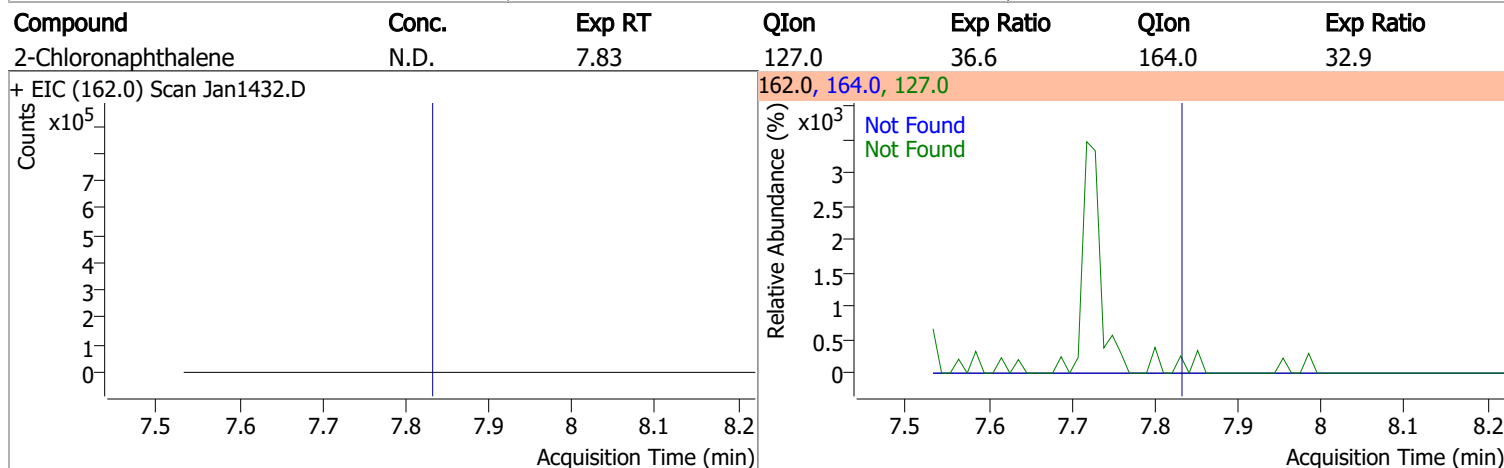 Compound Conc. Exp RT QIon Exp Ratio QIon Exp Ratio
2-Chloronaphthalene N.D. 7.83 127.0 36.6 164.0 32.9
+ EIC (162.0) Scan Jan1432.D
Counts
x10⁵
7
6
5
4
3
2
1
0
7.5 7.6 7.7 7.8 7.9 8 8.1 8.2
Acquisition Time (min)
162.0, 164.0, 127.0
Relative Abundance (%)
x10³
Not Found
Not Found
3
2.5
2
1.5
1
0.5
0
7.5 7.6 7.7 7.8 7.9 8 8.1 8.2
Acquisition Time (min)